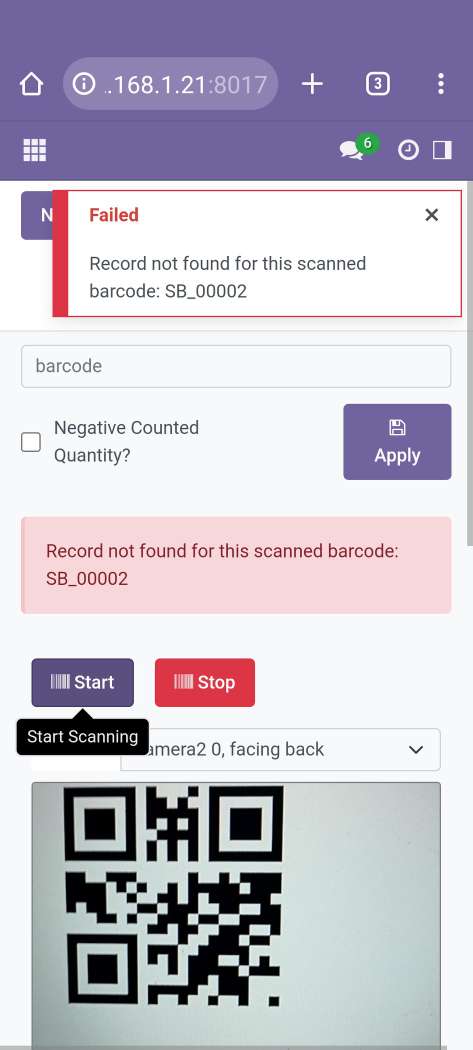 .168.1.21:8017
3
6
N
Failed
Record not found for this scanned
barcode: SB_00002
barcode
Negative Counted
Quantity?
Apply
Record not found for this scanned barcode:
SB_00002
Start
Stop
Start Scanning
amera2 0, facing back